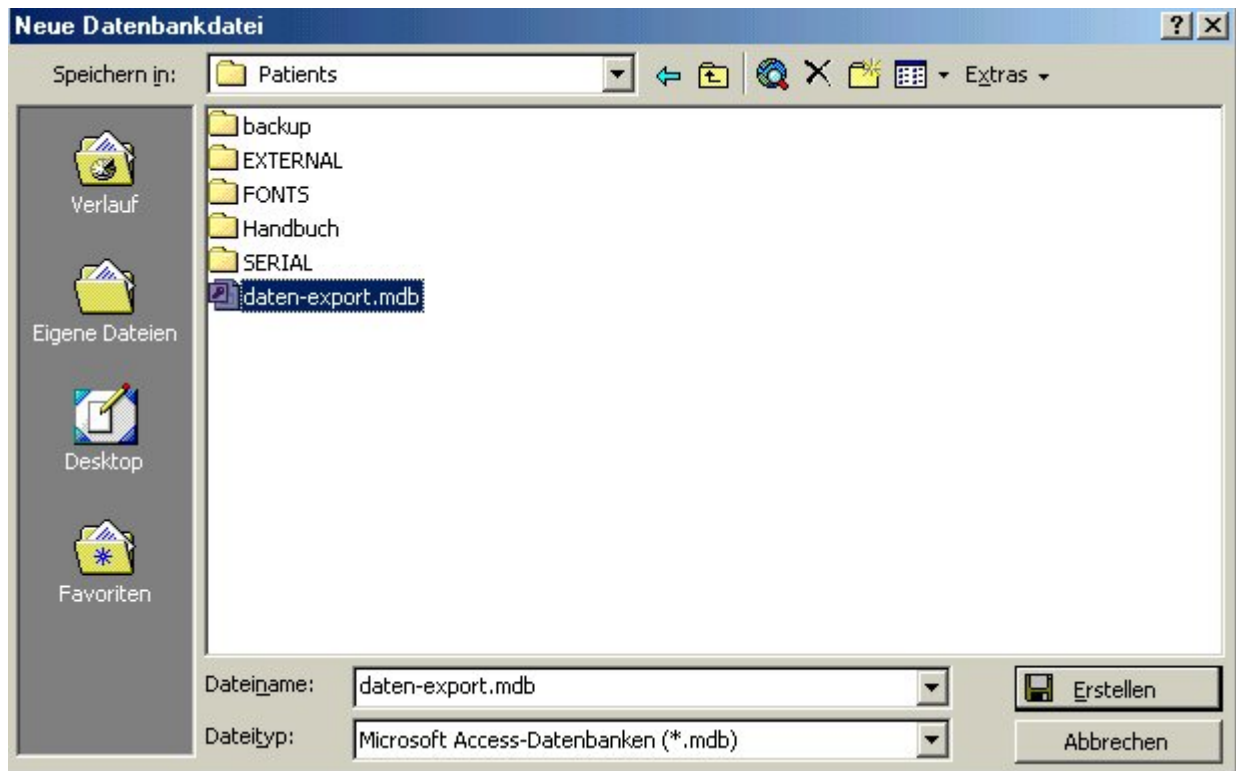 Neue Datenbankdatei
Speichern in: Patients Extras
backup
EXTERNAL
FONTS
Handbuch
SERIAL
daten-export.mdb
Verlauf
Eigene Dateien
Desktop
Favoriten
Dateiname: daten-export.mdb Erstellen
Dateityp: Microsoft Access-Datenbanken (*.mdb) Abbrechen